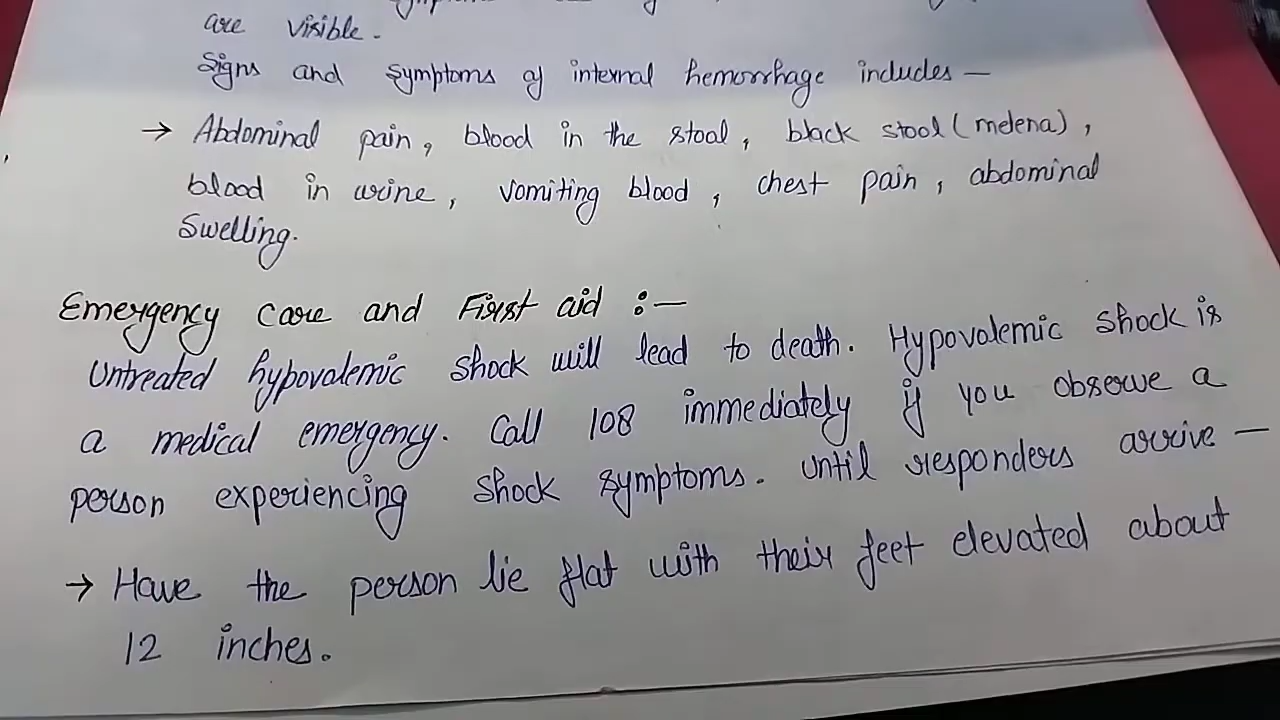 are visible.
Signs and symptoms of internal hemorrhage includes —
→ Abdominal pain, blood in the stool, black stool (melena),
blood in urine, vomiting blood, chest pain, abdominal
swelling.
Emergency care and First aid :—
Untreated hypovolemic shock will lead to death. Hypovolemic shock is
a medical emergency. Call 108 immediately if you observe a
person experiencing shock symptoms. Until responders arrive —
→ Have the person lie flat with their feet elevated about
12 inches.